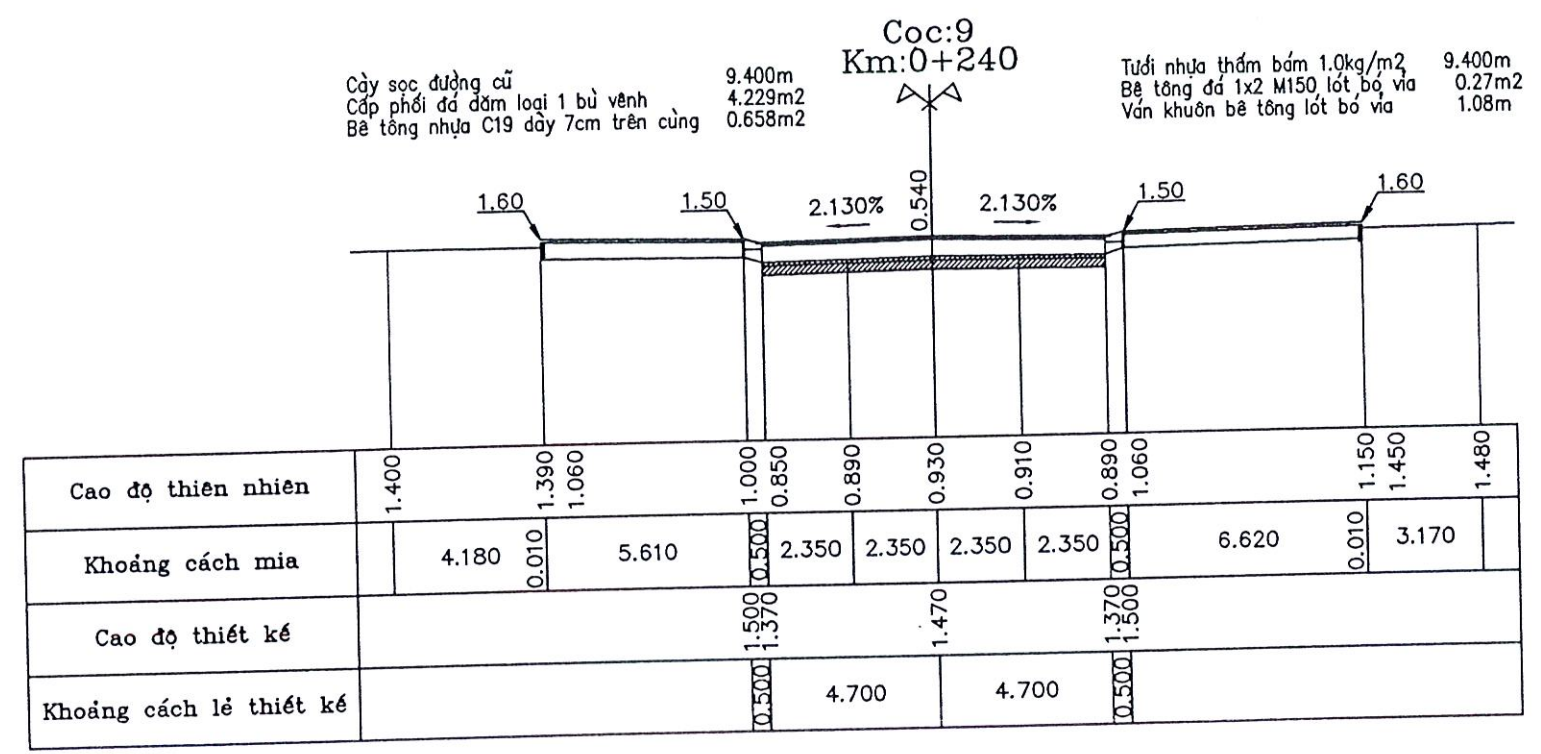 Cọc:9
Km:0+240
Cày sọc đường cũ 9.400m
Cấp phối đá dăm loại 1 bù vênh 4.229m2
Bê tông nhựa C19 dày 7cm trên cùng 0.658m2
Tưới nhựa thấm bám 1.0kg/m2 9.400m
Bê tông đá 1x2 M150 lót bó vỉa 0.27m2
Ván khuôn bê tông lót bó vỉa 1.08m
1.60 1.50 2.130% 0.540 2.130% 1.50 1.60
Cao độ thiên nhiên 1.400 1.390 1.060 1.000 0.850 0.890 0.930 0.910 0.890 1.060 1.150 1.450 1.480
Khoảng cách mia 4.180 0.010 5.610 0.500 2.350 2.350 2.350 2.350 0.500 6.620 0.010 3.170
Cao độ thiết kế 1.500 1.370 1.470 1.370 1.500
Khoảng cách lẻ thiết kế 0.500 4.700 4.700 0.500